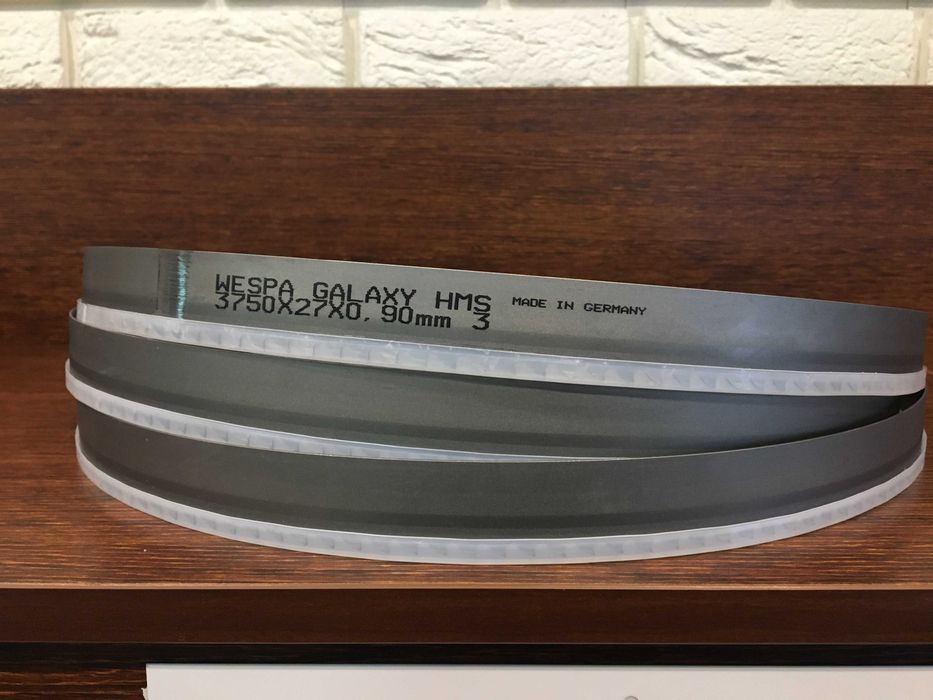 WESPA GALAXY HMS
3750X27X0,90mm 3
MADE IN GERMANY